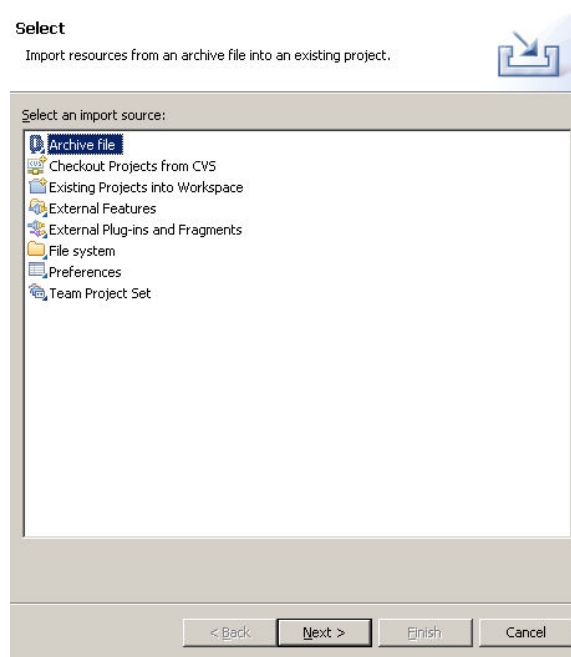 Select
Import resources from an archive file into an existing project.
Select an import source:
Archive file
Checkout Projects from CVS
Existing Projects into Workspace
External Features
External Plug-ins and Fragments
File system
Preferences
Team Project Set
< Back
Next >
Finish
Cancel